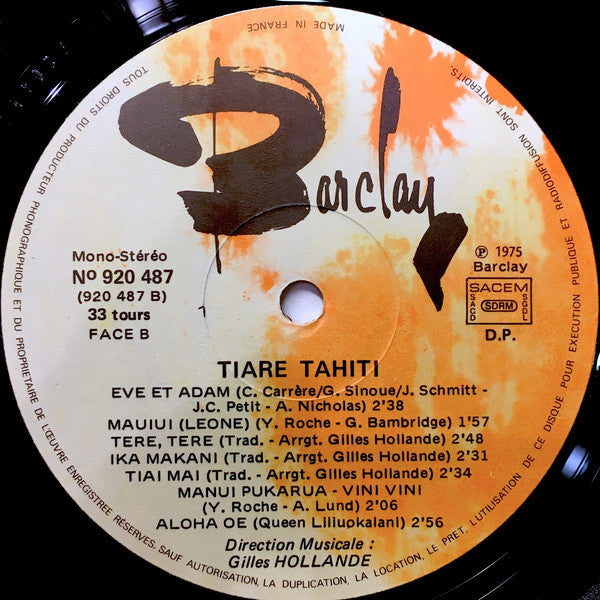 MADE IN FRANCE
TOUS DROITS DU PRODUCTEUR PHONOGRAPHIQUE ET DU PROPRIETAIRE DE L'ŒUVRE ENREGISTREE RESERVES, SAUF AUTORISATION, LA DUPLICATION, LA LOCATION, LE PRET, L'UTILISATION DE CE DISQUE POUR EXECUTION PUBLIQUE ET RADIODIFFUSION SONT INTERDITS.
Barclay
Mono-Stéréo
Nº 920 487
(920 487 B)
33 tours
FACE B
Ⓟ 1975
Barclay
SACEM
SACD SDRM SGDL
D.P.
TIARE TAHITI
EVE ET ADAM (C. Carrère/G. Sinoue/J. Schmitt -
J.C. Petit - A. Nicholas) 2'38
MAUIUI (LEONE) (Y. Roche - G. Bambridge) 1'57
TERE, TERE (Trad. - Arrgt. Gilles Hollande) 2'48
IKA MAKANI (Trad. - Arrgt. Gilles Hollande) 2'31
TIAI MAI (Trad. - Arrgt. Gilles Hollande) 2'34
MANUI PUKARUA - VINI VINI
(Y. Roche - A. Lund) 2'06
ALOHA OE (Queen Liliupkalani) 2'56
Direction Musicale :
Gilles HOLLANDE